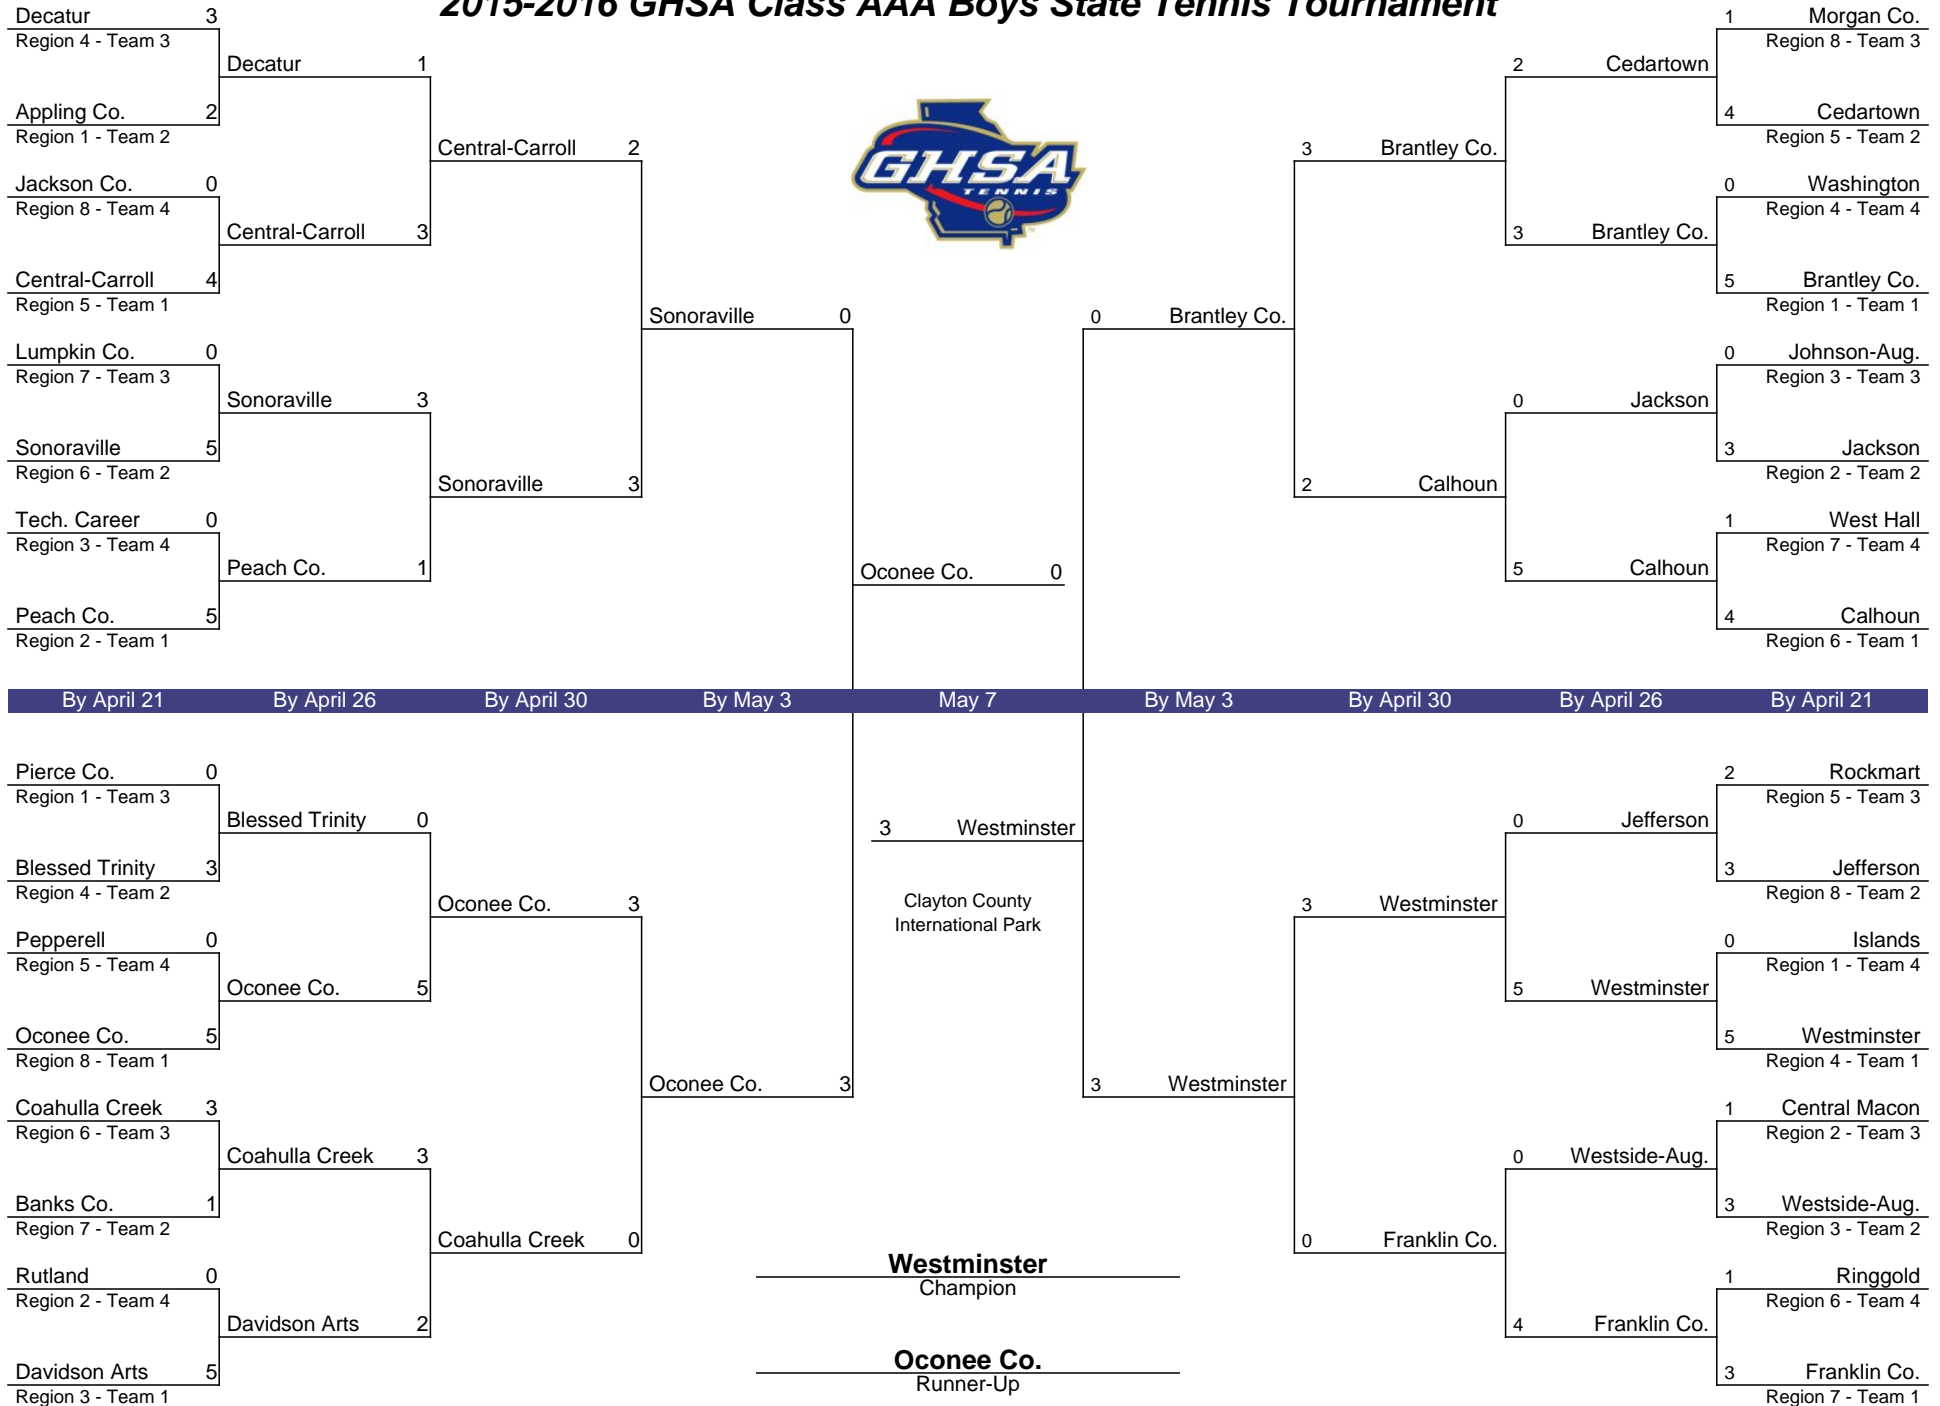 2015-2016 GHSA Class AAA Boys State Tennis Tournament
Decatur 3
Region 4 - Team 3
Decatur 1
Appling Co. 2
Region 1 - Team 2
Central-Carroll 2
Jackson Co. 0
Region 8 - Team 4
Central-Carroll 3
Central-Carroll 4
Region 5 - Team 1
Sonoraville 0
Lumpkin Co. 0
Region 7 - Team 3
Sonoraville 3
Sonoraville 5
Region 6 - Team 2
Sonoraville 3
Tech. Career 0
Region 3 - Team 4
Peach Co. 1
Peach Co. 5
Region 2 - Team 1
Oconee Co. 0
GHSA
TENNIS
1 Morgan Co.
Region 8 - Team 3
2 Cedartown
4 Cedartown
Region 5 - Team 2
3 Brantley Co.
0 Washington
Region 4 - Team 4
3 Brantley Co.
5 Brantley Co.
Region 1 - Team 1
0 Brantley Co.
0 Johnson-Aug.
Region 3 - Team 3
0 Jackson
3 Jackson
Region 2 - Team 2
2 Calhoun
1 West Hall
Region 7 - Team 4
5 Calhoun
4 Calhoun
Region 6 - Team 1
By April 21 By April 26 By April 30 By May 3 May 7 By May 3 By April 30 By April 26 By April 21
Pierce Co. 0
Region 1 - Team 3
Blessed Trinity 0
Blessed Trinity 3
Region 4 - Team 2
Oconee Co. 3
Pepperell 0
Region 5 - Team 4
Oconee Co. 5
Oconee Co. 5
Region 8 - Team 1
Oconee Co. 3
Coahulla Creek 3
Region 6 - Team 3
Coahulla Creek 3
Banks Co. 1
Region 7 - Team 2
Coahulla Creek 0
Rutland 0
Region 2 - Team 4
Davidson Arts 2
Davidson Arts 5
Region 3 - Team 1
3 Westminster
Clayton County
International Park
2 Rockmart
Region 5 - Team 3
0 Jefferson
3 Jefferson
Region 8 - Team 2
3 Westminster
0 Islands
Region 1 - Team 4
5 Westminster
5 Westminster
Region 4 - Team 1
3 Westminster
1 Central Macon
Region 2 - Team 3
0 Westside-Aug.
3 Westside-Aug.
Region 3 - Team 2
0 Franklin Co.
1 Ringgold
Region 6 - Team 4
4 Franklin Co.
3 Franklin Co.
Region 7 - Team 1
Westminster
Champion
Oconee Co.
Runner-Up